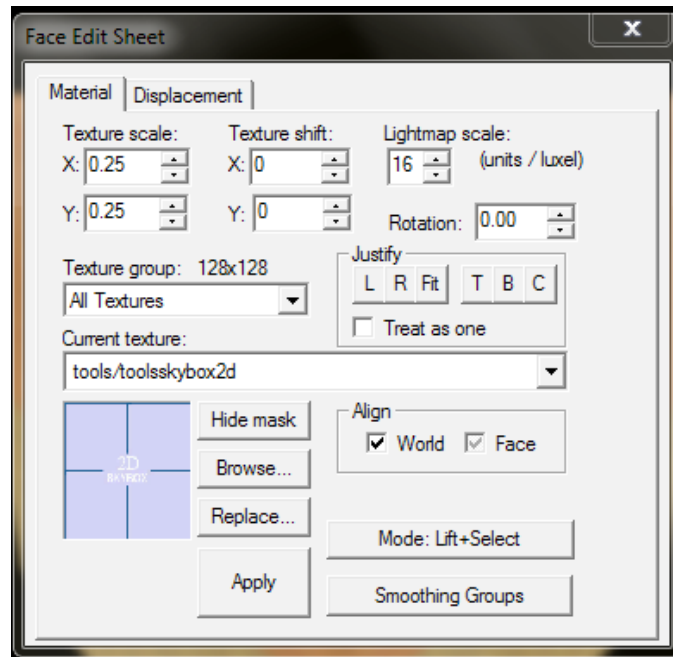 Face Edit Sheet
x
Material Displacement
Texture scale: Texture shift: Lightmap scale:
X: 0.25 X: 0 16 (units / luxel)
Y: 0.25 Y: 0 Rotation: 0.00
Texture group: 128x128
All Textures
Justify
L R Fit T B C
Treat as one
Current texture:
tools/toolsskybox2d
2D
SKYBOX
Hide mask
Browse...
Replace...
Apply
Align
World Face
Mode: Lift+Select
Smoothing Groups